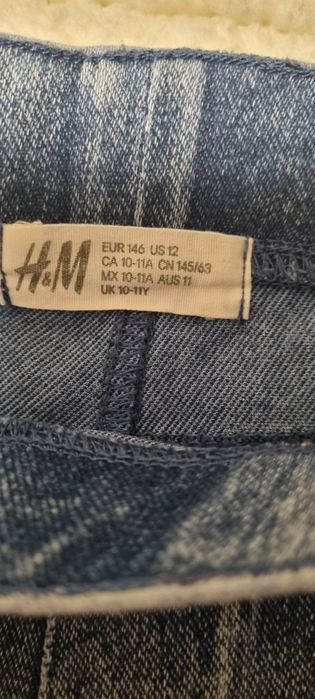 H&M
EUR 146 US 12
CA 10-11A CN 145/63
MX 10-11A AUS 11
UK 10-11Y